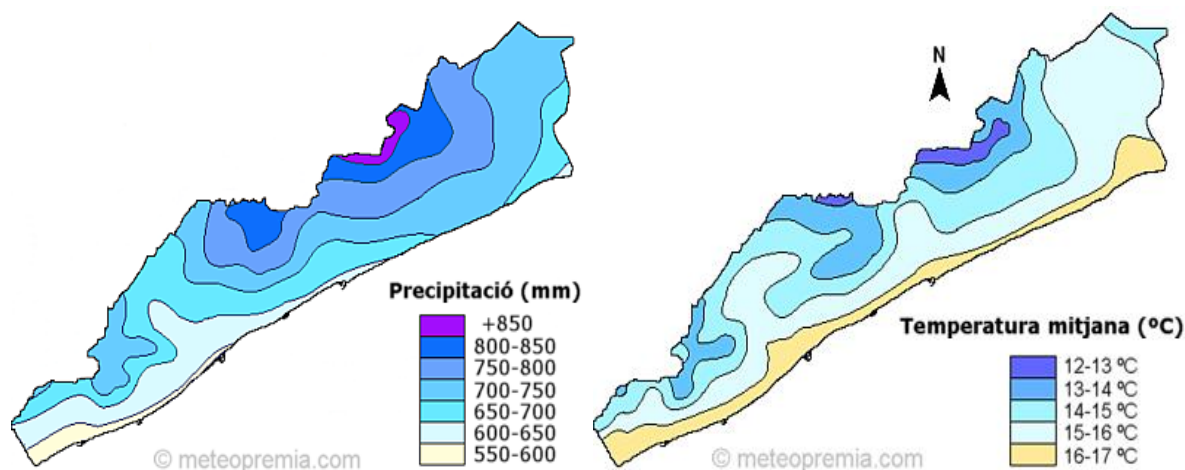 Precipitació (mm)
+850
800-850
750-800
700-750
650-700
600-650
550-600
© meteopremia.com
N
Temperatura mitjana (ºC)
12-13 ºC
13-14 ºC
14-15 ºC
15-16 ºC
16-17 ºC
© meteopremia.com